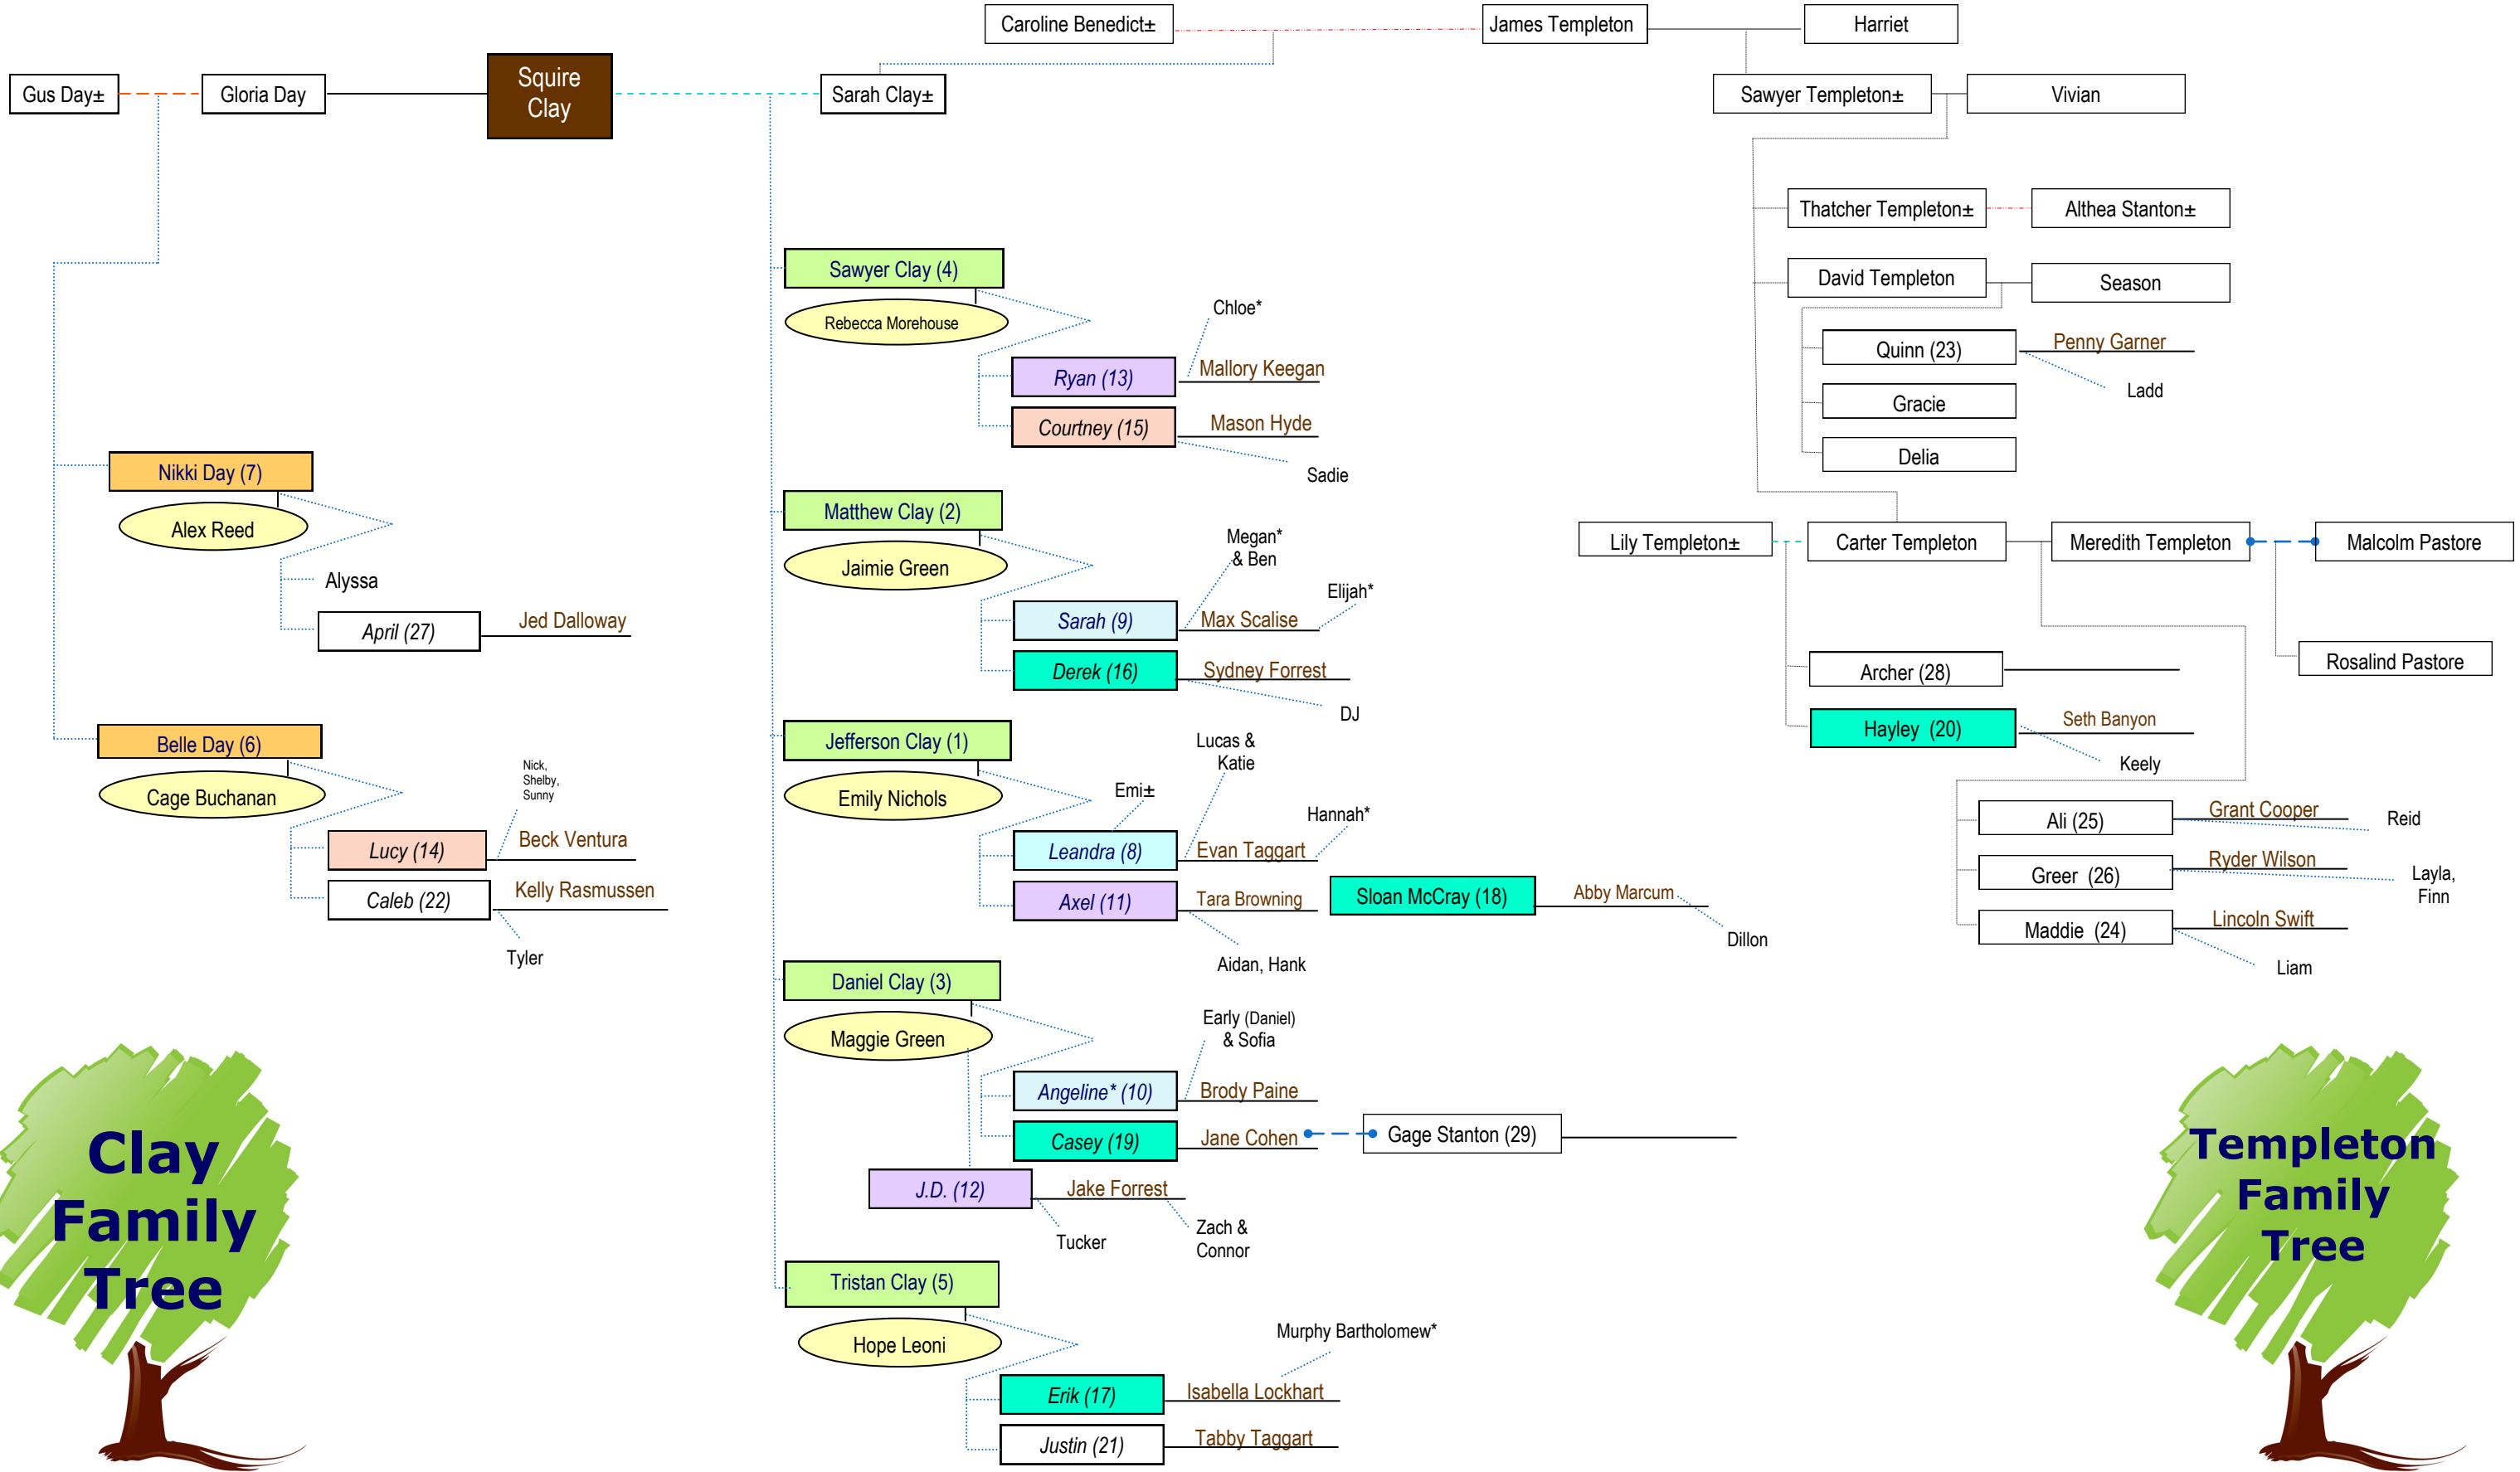 Caroline Benedict±
James Templeton
Harriet
Gus Day±
Gloria Day
Squire
Clay
Sarah Clay±
Sawyer Templeton±
Vivian
Thatcher Templeton±
Althea Stanton±
David Templeton
Season
Quinn (23)
Penny Garner
Ladd
Gracie
Delia
Sawyer Clay (4)
Rebecca Morehouse
Chloe*
Ryan (13)
Mallory Keegan
Courtney (15)
Mason Hyde
Sadie
Nikki Day (7)
Alex Reed
Alyssa
April (27)
Jed Dalloway
Matthew Clay (2)
Jaimie Green
Megan*
& Ben
Elijah*
Sarah (9)
Max Scalise
Derek (16)
Sydney Forrest
DJ
Lily Templeton±
Carter Templeton
Meredith Templeton
Malcolm Pastore
Rosalind Pastore
Archer (28)
Hayley (20)
Seth Banyon
Keely
Belle Day (6)
Cage Buchanan
Nick,
Shelby,
Sunny
Lucy (14)
Beck Ventura
Caleb (22)
Kelly Rasmussen
Tyler
Jefferson Clay (1)
Emily Nichols
Emi±
Lucas &
Katie
Hannah*
Leandra (8)
Evan Taggart
Axel (11)
Tara Browning
Aidan, Hank
Sloan McCray (18)
Abby Marcum
Dillon
Ali (25)
Grant Cooper
Reid
Greer (26)
Ryder Wilson
Layla,
Finn
Maddie (24)
Lincoln Swift
Liam
Daniel Clay (3)
Maggie Green
Early (Daniel)
& Sofia
Angeline* (10)
Brody Paine
Casey (19)
Jane Cohen
Gage Stanton (29)
J.D. (12)
Jake Forrest
Tucker
Zach &
Connor
Tristan Clay (5)
Hope Leoni
Murphy Bartholomew*
Erik (17)
Isabella Lockhart
Justin (21)
Tabby Taggart
Clay
Family
Tree
Templeton
Family
Tree